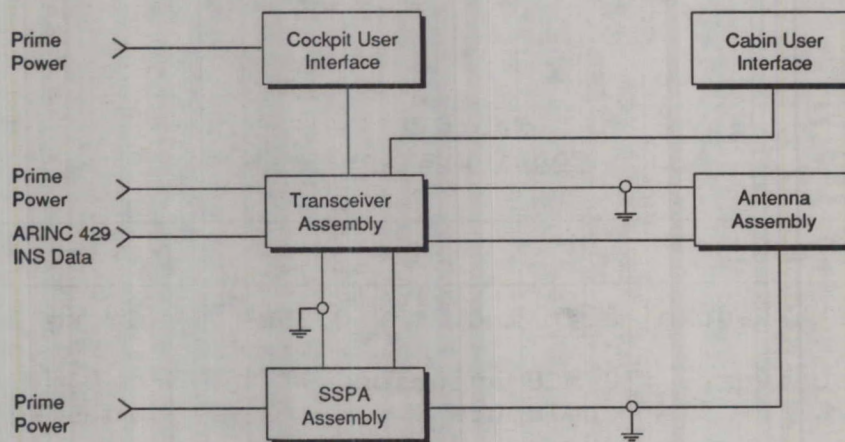 Prime
Power
Cockpit User
Interface
Cabin User
Interface
Prime
Power
Transceiver
Assembly
Antenna
Assembly
ARINC 429
INS Data
SSPA
Assembly
Prime
Power